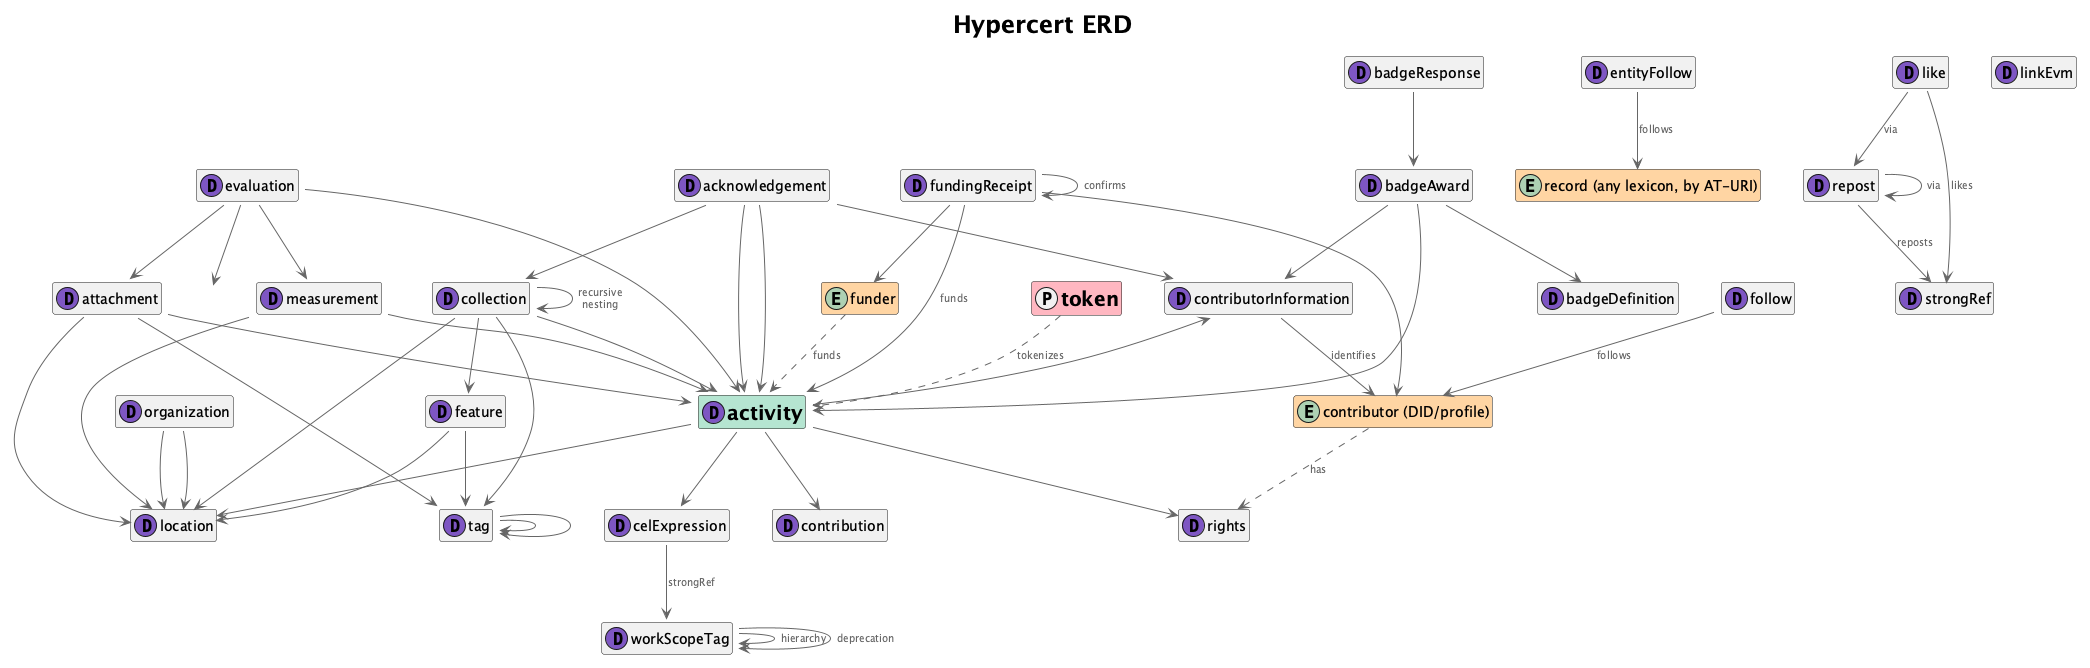 Hypercert ERD
D badgeResponse
D entityFollow
D like
D linkEvm
follows
via
D evaluation
D acknowledgement
D fundingReceipt
confirms
D badgeAward
E record (any lexicon, by AT-URI)
D repost
via
likes
reposts
D attachment
D measurement
D collection
recursive
nesting
E funder
funds
P token
D contributorInformation
D badgeDefinition
D follow
D strongRef
funds
tokenizes
identifies
follows
D organization
D feature
D activity
E contributor (DID/profile)
has
D location
D tag
D celExpression
D contribution
D rights
strongRef
D workScopeTag
hierarchy
deprecation